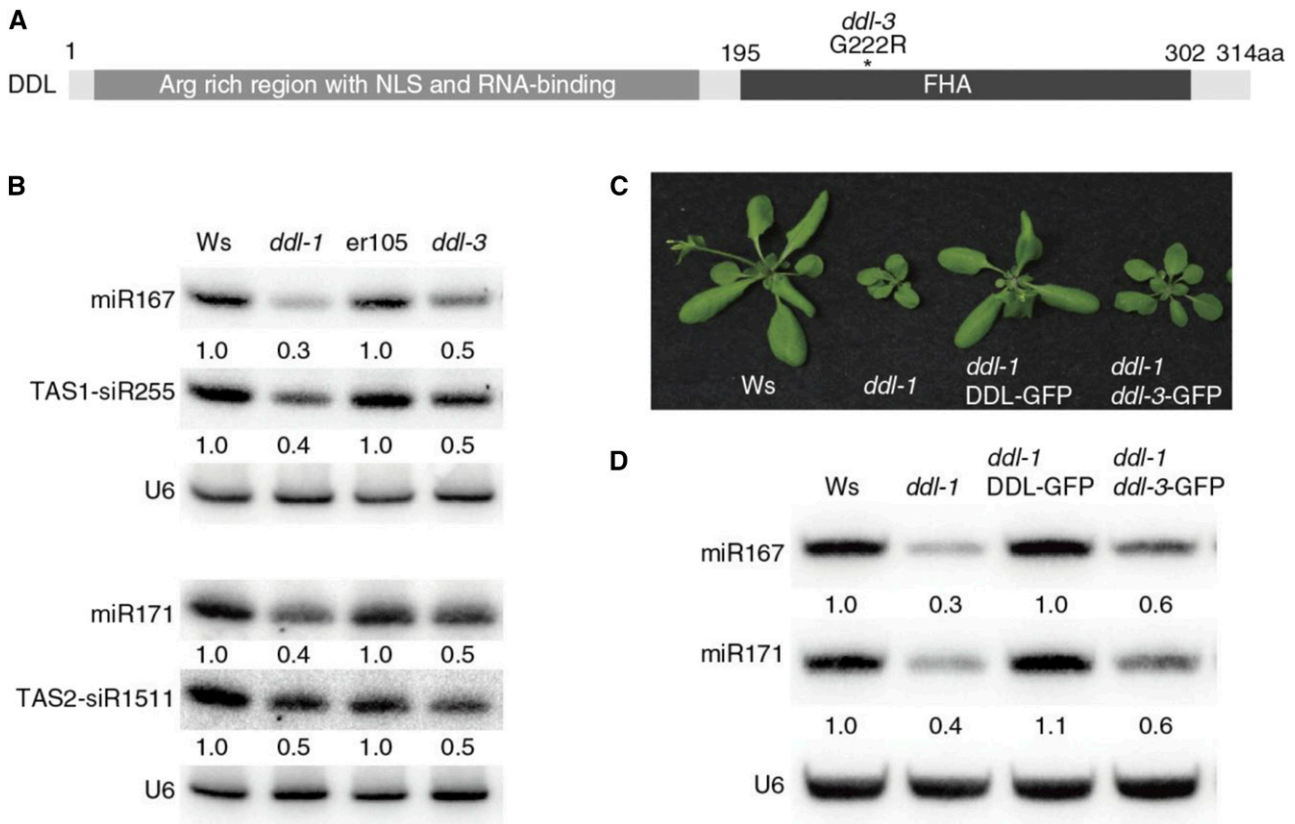 A
ddl-3
1 195 G222R 302 314aa
*
DDL Arg rich region with NLS and RNA-binding FHA
B
Ws ddl-1 er105 ddl-3
miR167
1.0 0.3 1.0 0.5
TAS1-siR255
1.0 0.4 1.0 0.5
U6
miR171
1.0 0.4 1.0 0.5
TAS2-siR1511
1.0 0.5 1.0 0.5
U6
C
Ws ddl-1 ddl-1 ddl-1
DDL-GFP ddl-3-GFP
D
ddl-1 ddl-1
Ws ddl-1 DDL-GFP ddl-3-GFP
miR167
1.0 0.3 1.0 0.6
miR171
1.0 0.4 1.1 0.6
U6